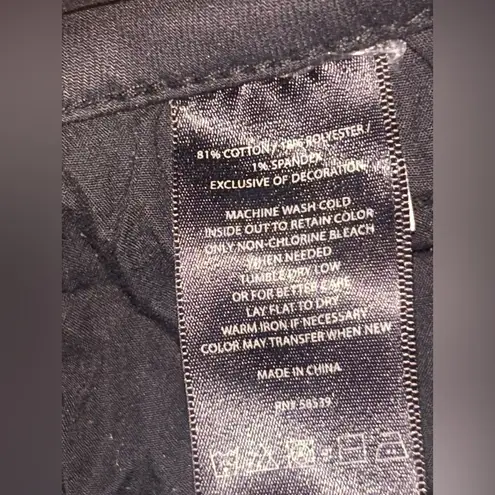 81% COTTON / 18% POLYESTER /
1% SPANDEX
EXCLUSIVE OF DECORATION
MACHINE WASH COLD
INSIDE OUT TO RETAIN COLOR
ONLY NON-CHLORINE BLEACH
WHEN NEEDED
TUMBLE DRY LOW
OR FOR BETTER CARE
LAY FLAT TO DRY
WARM IRON IF NECESSARY
COLOR MAY TRANSFER WHEN NEW
MADE IN CHINA
RN# 58519